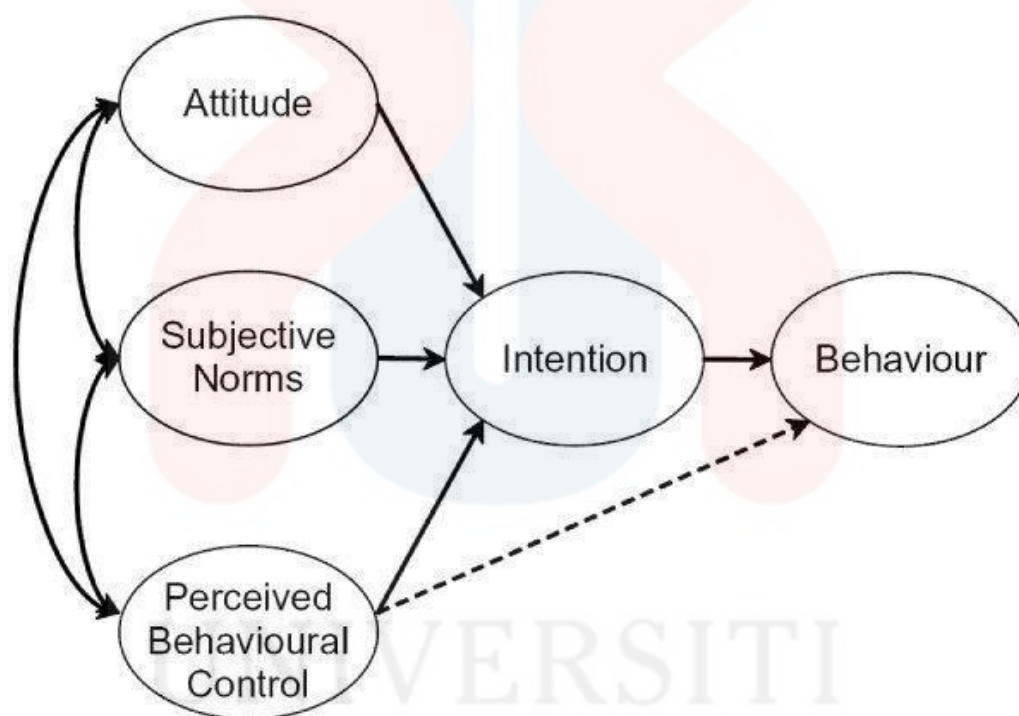 Attitude
Subjective
Norms
Intention
Behaviour
Perceived
Behavioural
Control
UNIVERSITI